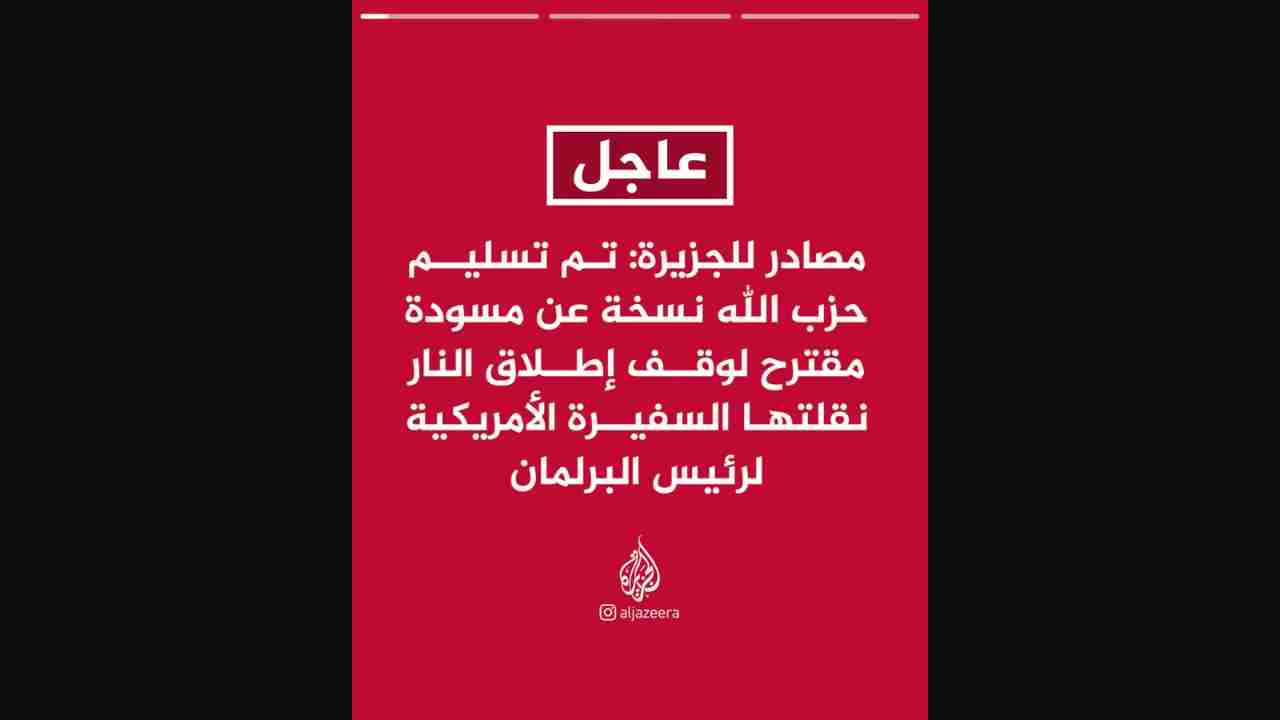 عاجل
مصادر للجزيرة: تم تسليم
حزب الله نسخة عن مسودة
مقترح لوقف إطلاق النار
نقلتها السفيرة الأمريكية
لرئيس البرلمان
الجزيرة
aljazeera